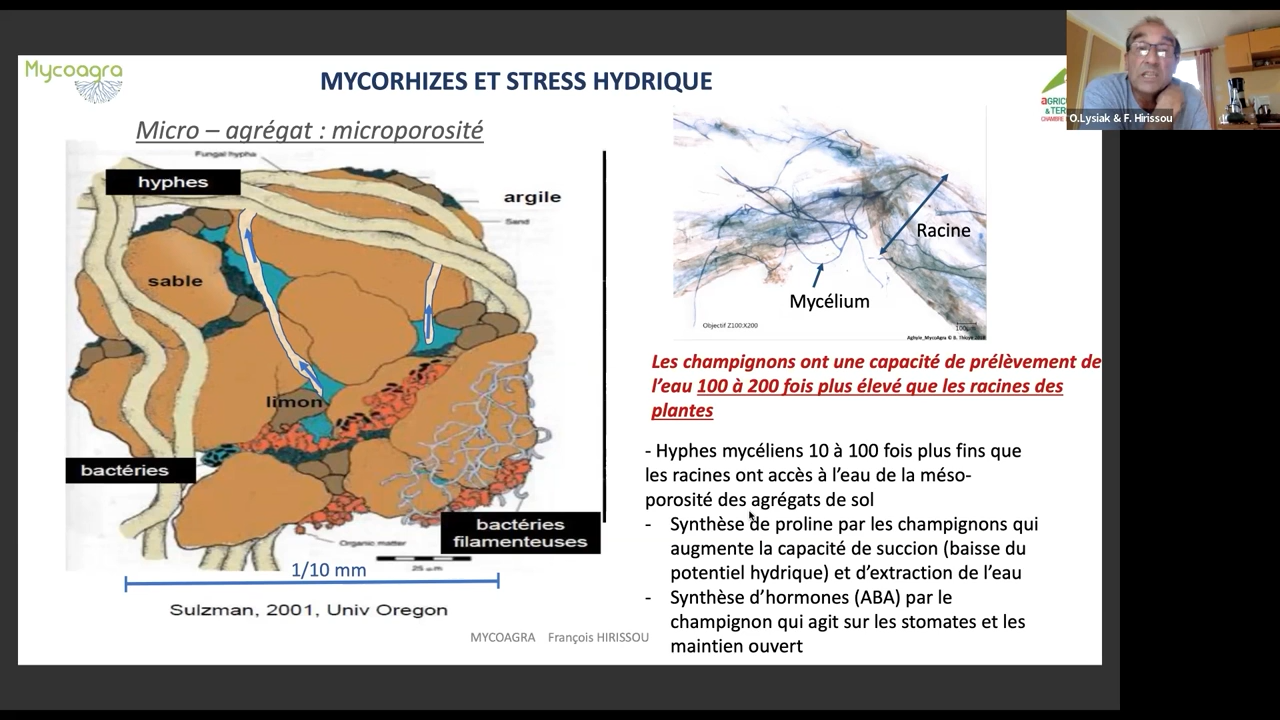 Mycoagra
MYCORHIZES ET STRESS HYDRIQUE
O.Lysiak & F. Hirissou
Micro – agrégat : microporosité
Fungal hypha
hyphes
argile
Sand
sable
limon
bactéries
bactéries
filamenteuses
Organic matter
25 um
1/10 mm
Sulzman, 2001, Univ Oregon
Racine
Mycélium
Objectif Z100:X200
100µm
Les champignons ont une capacité de prélèvement de
l’eau 100 à 200 fois plus élevé que les racines des
plantes
- Hyphes mycéliens 10 à 100 fois plus fins que
les racines ont accès à l’eau de la méso-
porosité des agrégats de sol
- Synthèse de proline par les champignons qui
augmente la capacité de succion (baisse du
potentiel hydrique) et d’extraction de l’eau
- Synthèse d’hormones (ABA) par le
champignon qui agit sur les stomates et les
maintien ouvert
MYCOAGRA François HIRISSOU